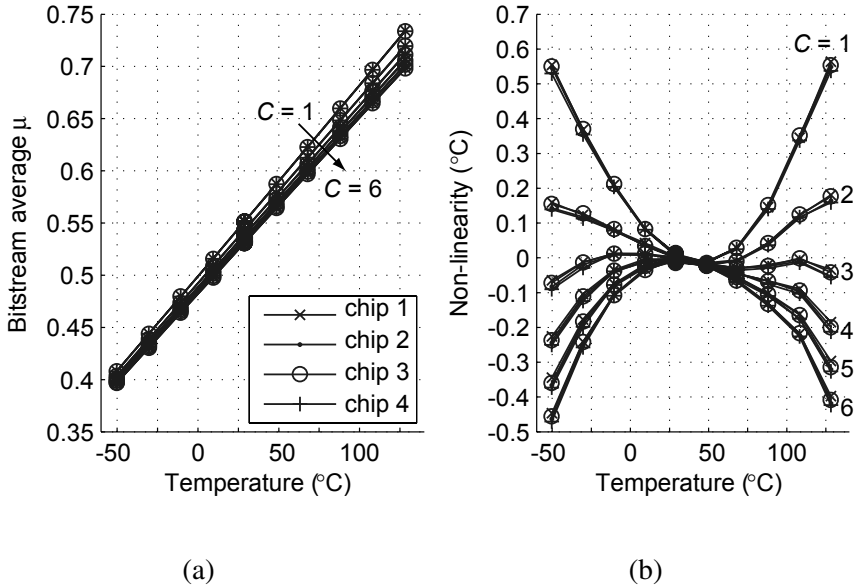 0.75
0.7
0.65
0.6
0.55
0.5
0.45
0.4
0.35
-50
0
50
100
Bitstream average μ
Temperature (°C)
C = 1
C = 6
chip 1
chip 2
chip 3
chip 4
(a)
0.7
0.6
0.5
0.4
0.3
0.2
0.1
0
-0.1
-0.2
-0.3
-0.4
-0.5
-50
0
50
100
Non-linearity (°C)
Temperature (°C)
C = 1
2
3
4
5
6
(b)